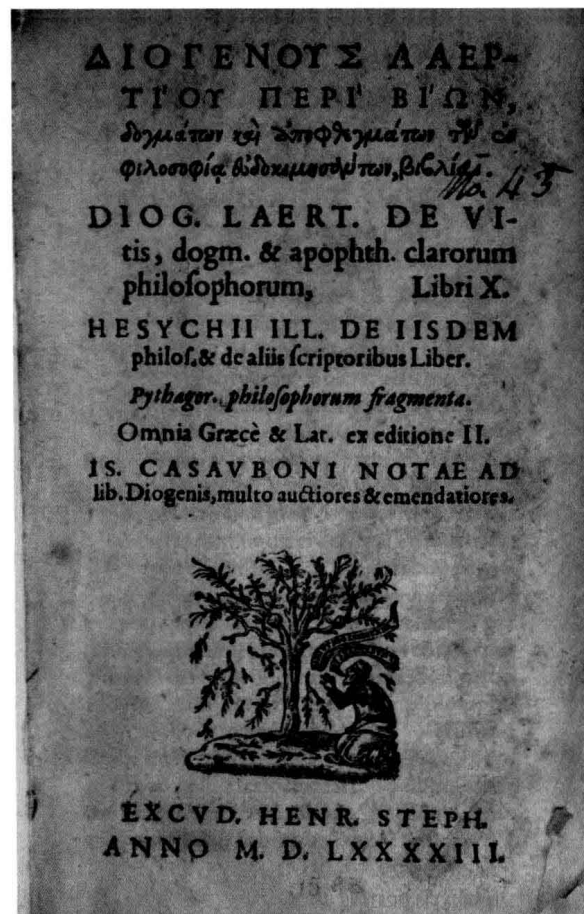 ΔΙΟΓΕΝΟΥΣ ΛΑΕΡ-
ΤΙ'ΟΥ ΠΕΡΙ' ΒΙ'ΩΝ,
δογμάτων καὶ ἀποφθεγμάτων τῶν ἐν
φιλοσοφίᾳ εὐδοκιμησάντων, βιβλία ι.
DIOG. LAERT. DE VI-
tis, dogm. & apophth. clarorum
philoſophorum, Libri X.
HESYCHII ILL. DE IISDEM
philoſ. & de aliis ſcriptoribus Liber.
Pythagor. philoſophorum fragmenta.
Omnia Græcè & Lat. ex editione II.
IS. CASAVBONI NOTAE AD
lib. Diogenis, multo auctiores & emendatiores.
EXCVD. HENR. STEPH.
ANNO M. D. LXXXXIII.